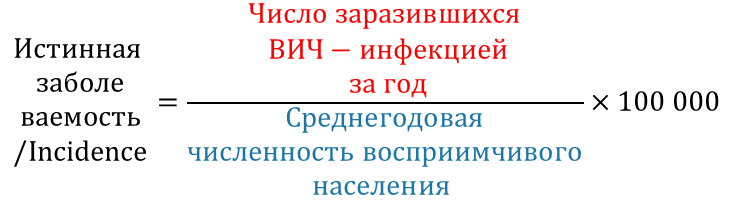 Истинная
заболе
ваемость
/Incidence
=
Число заразившихся
ВИЧ − инфекцией
за год
Среднегодовая
численность восприимчивого
населения
× 100 000